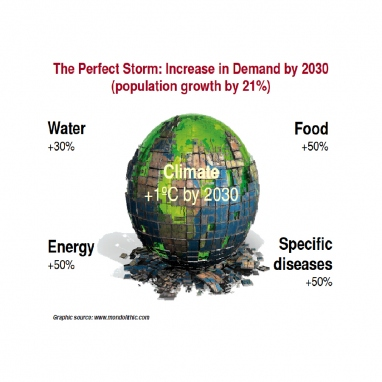 The Perfect Storm: Increase in Demand by 2030
(population growth by 21%)
Water
+30%
Food
+50%
Climate
+1ºC by 2030
Energy
+50%
Specific
diseases
+50%
Graphic source: www.mondolithic.com